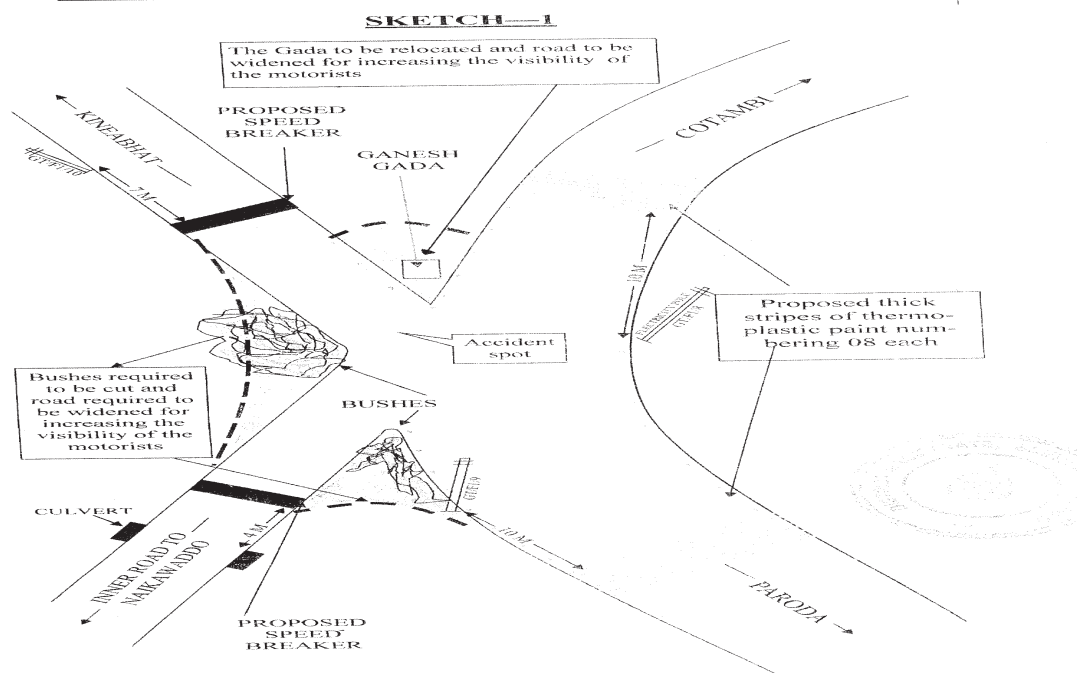 SKETCH—1
The Gada to be relocated and road to be
widened for increasing the visibility of
the motorists
KINEABHAT
PROPOSED
SPEED
BREAKER
COTAMBI
GANESH
GADA
7 M
10 M
Proposed thick
stripes of thermo-
plastic paint num-
bering 08 each
Accident
spot
Bushes required
to be cut and
road required to
be widened for
increasing the
visibility of the
motorists
BUSHES
CULVERT
4 M
10 M
INNER ROAD TO
NAIKAWADDO
PARODA
PROPOSED
SPEED
BREAKER